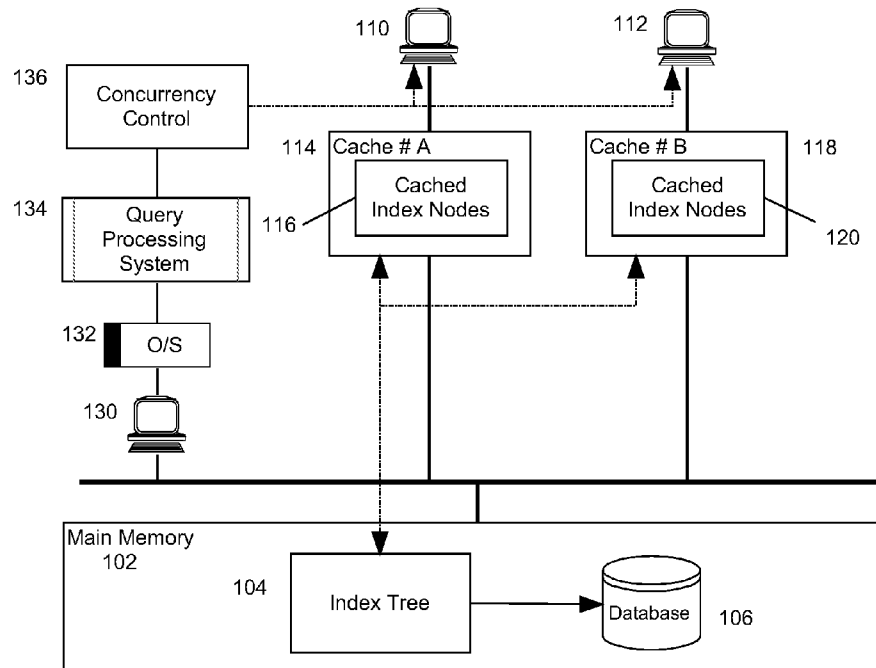 110
112
136
Concurrency
Control
114
Cache # A
Cache # B
118
Cached
Index Nodes
Cached
Index Nodes
134
Query
Processing
System
116
120
132
O/S
130
Main Memory
102
104
Index Tree
Database
106